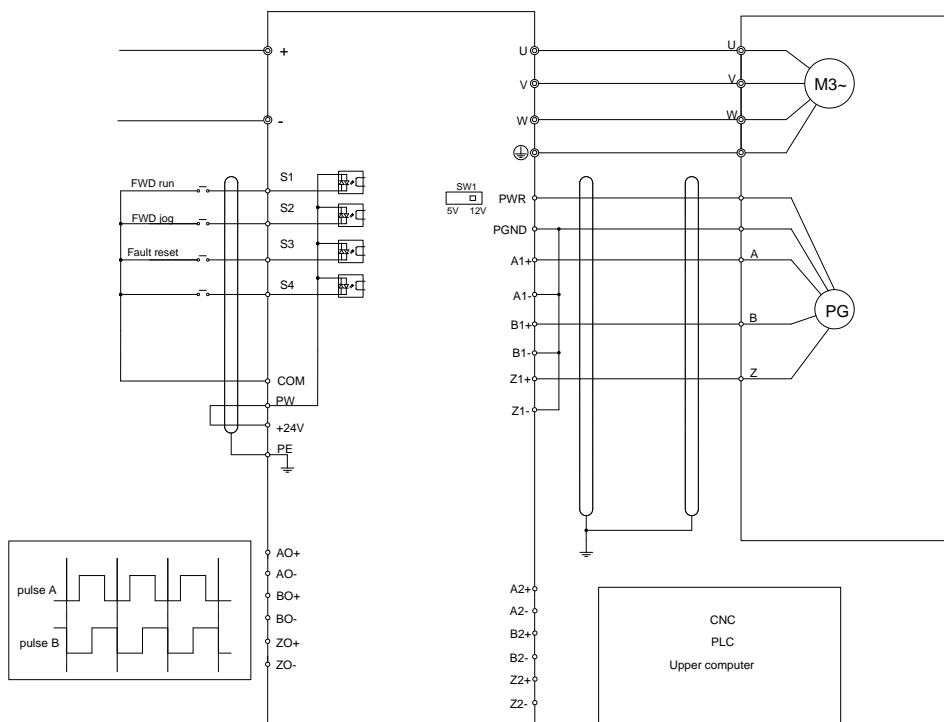 +
-
U
V
W
U
V
W
M3~
FWD run
FWD jog
Fault reset
S1
S2
S3
S4
COM
PW
+24V
PE
SW1
5V 12V
PWR
PGND
A1+
A1-
B1+
B1-
Z1+
Z1-
A
B
Z
PG
pulse A
pulse B
AO+
AO-
BO+
BO-
ZO+
ZO-
A2+
A2-
B2+
B2-
Z2+
Z2-
CNC
PLC
Upper computer